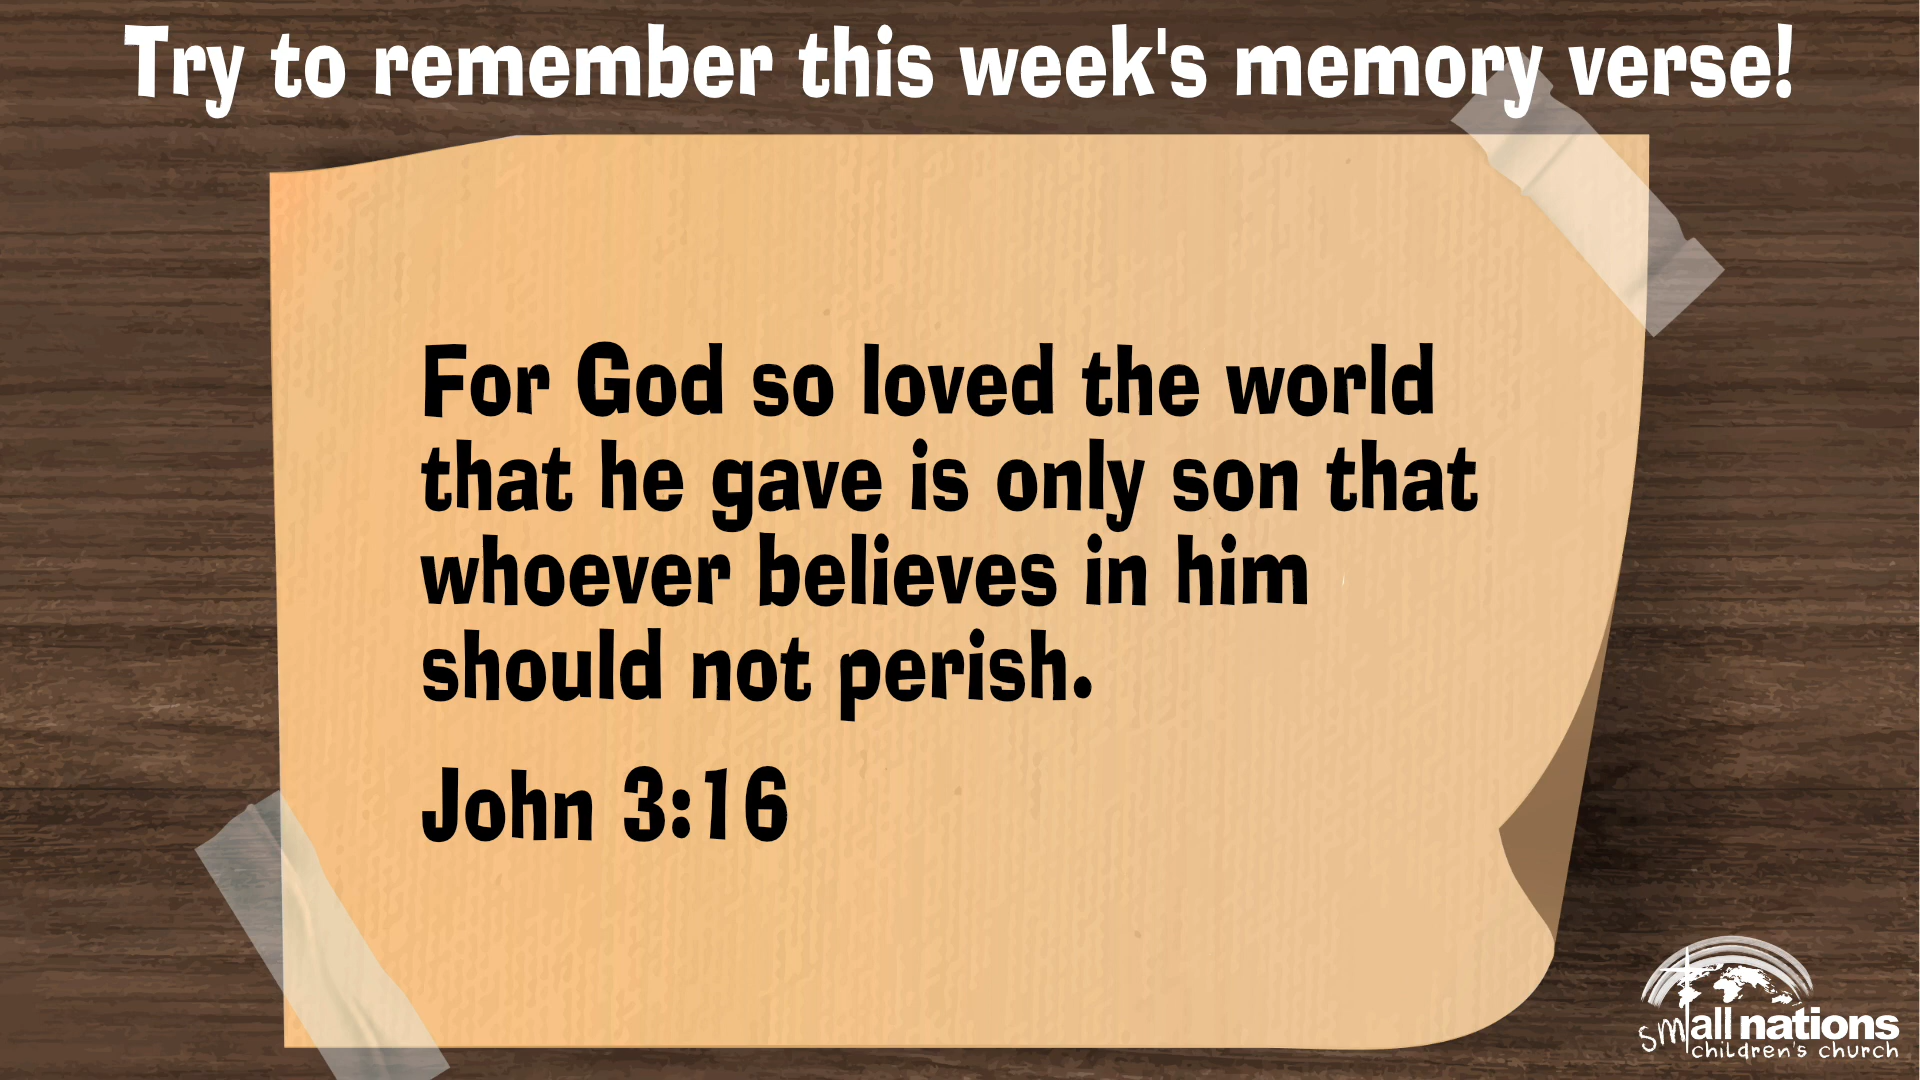 Try to remember this week's memory verse!
For God so loved the world
that he gave is only son that
whoever believes in him
should not perish.
John 3:16
small nations
children's church